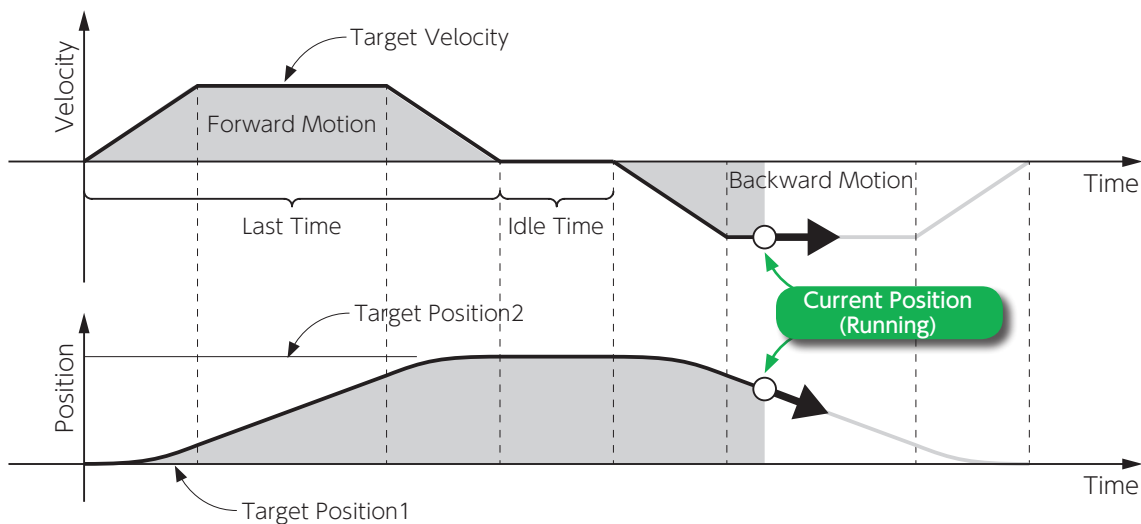 Velocity
Target Velocity
Forward Motion
Backward Motion
Time
Last Time
Idle Time
Current Position
(Running)
Position
Target Position2
Time
Target Position1